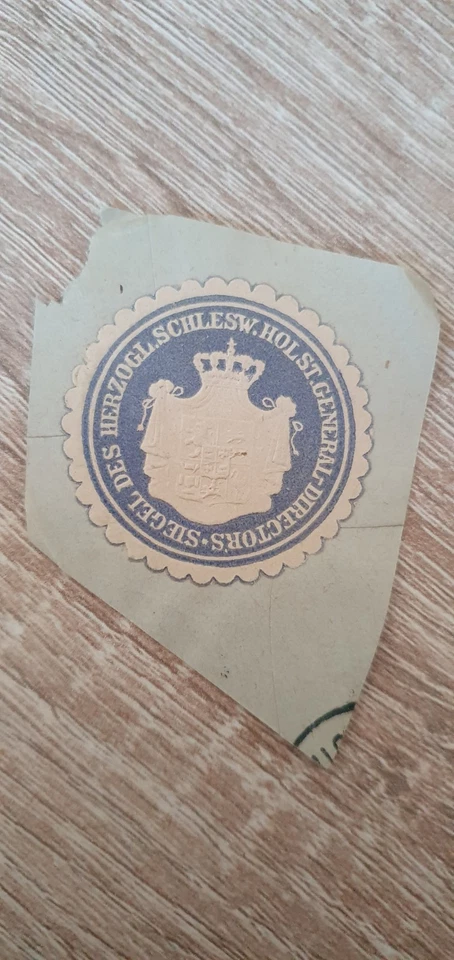 SIEGEL DES HERZOGL. SCHLESW. HOLST. GENERAL-DIRECTORS •